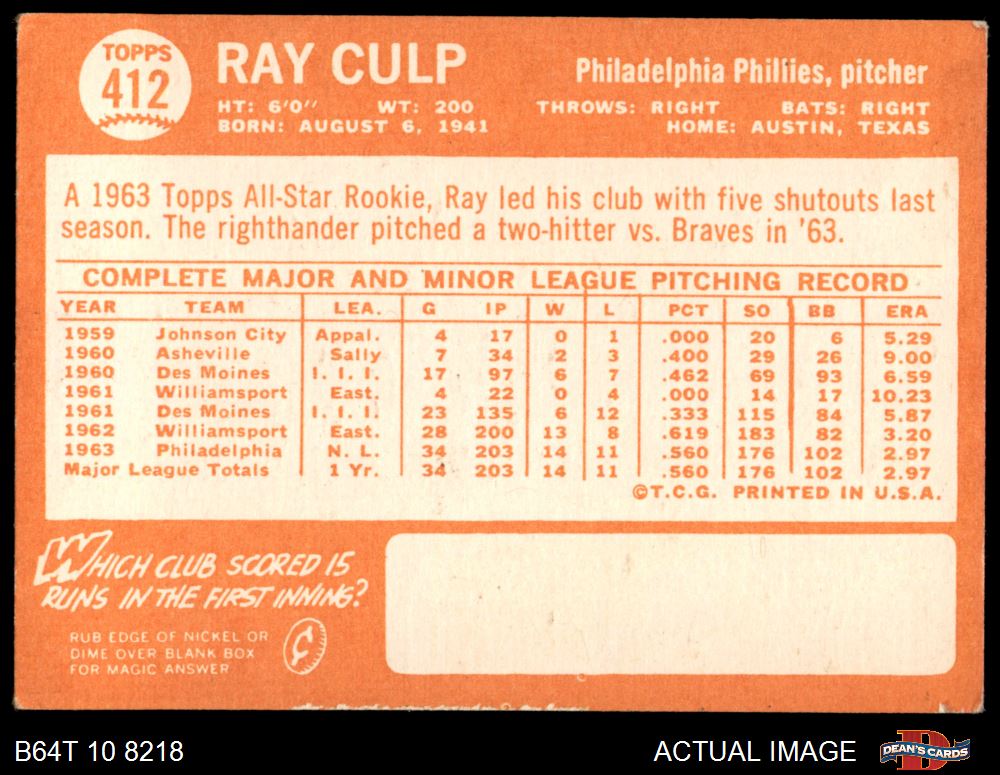 TOPPS
412
RAY CULP
Philadelphia Phillies, pitcher
HT: 6'0" WT: 200 THROWS: RIGHT BATS: RIGHT
BORN: AUGUST 6, 1941 HOME: AUSTIN, TEXAS
A 1963 Topps All-Star Rookie, Ray led his club with five shutouts last
season. The righthander pitched a two-hitter vs. Braves in '63.
COMPLETE MAJOR AND MINOR LEAGUE PITCHING RECORD
YEAR TEAM LEA. G IP W L PCT SO BB ERA
1959 Johnson City Appal. 4 17 0 1 .000 20 6 5.29
1960 Asheville Sally 7 34 2 3 .400 29 26 9.00
1960 Des Moines I. I. I. 17 97 6 7 .462 69 93 6.59
1961 Williamsport East. 4 22 0 4 .000 14 17 10.23
1961 Des Moines I. I. I. 23 135 6 12 .333 115 84 5.87
1962 Williamsport East. 28 200 13 8 .619 183 82 3.20
1963 Philadelphia N. L. 34 203 14 11 .560 176 102 2.97
Major League Totals 1 Yr. 34 203 14 11 .560 176 102 2.97
©T.C.G. PRINTED IN U.S.A.
WHICH CLUB SCORED 15
RUNS IN THE FIRST INNING?
RUB EDGE OF NICKEL OR
DIME OVER BLANK BOX
FOR MAGIC ANSWER
¢
B64T 10 8218
ACTUAL IMAGE
D
DEAN'S CARDS